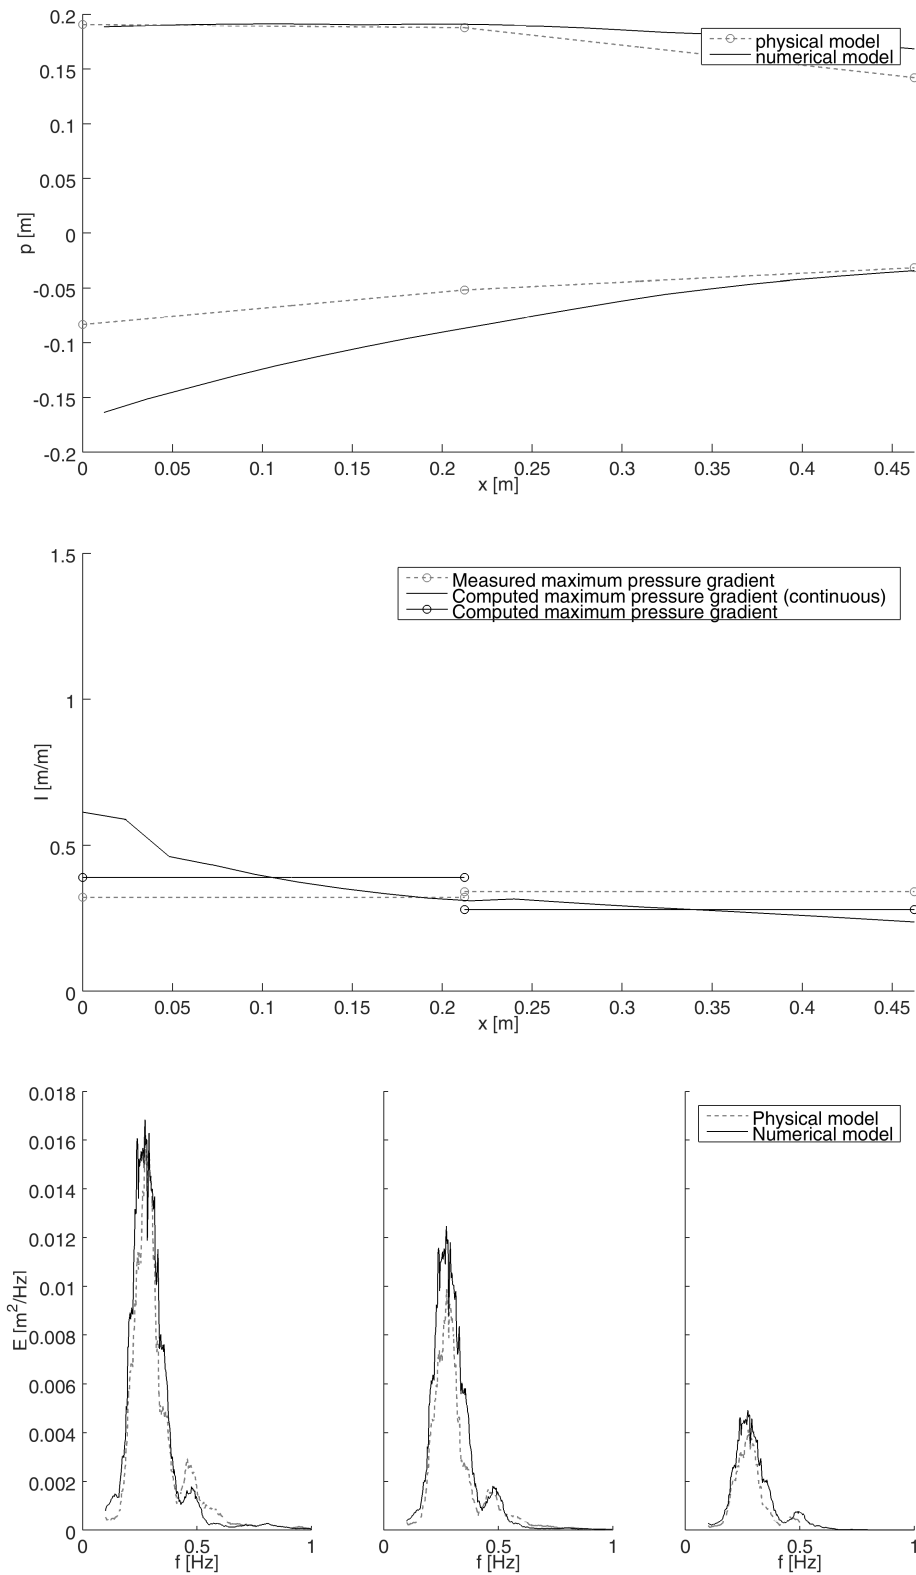 0.2
0.15
0.1
0.05
0
-0.05
-0.1
-0.15
-0.2
p [m]
physical model
numerical model
0 0.05 0.1 0.15 0.2 0.25 0.3 0.35 0.4 0.45
x [m]
1.5
1
0.5
0
I [m/m]
Measured maximum pressure gradient
Computed maximum pressure gradient (continuous)
Computed maximum pressure gradient
0 0.05 0.1 0.15 0.2 0.25 0.3 0.35 0.4 0.45
x [m]
0.018
0.016
0.014
0.012
0.01
0.008
0.006
0.004
0.002
0
E [m²/Hz]
Physical model
Numerical model
0 0.5 1 0 0.5 1 0 0.5 1
f [Hz] f [Hz] f [Hz]